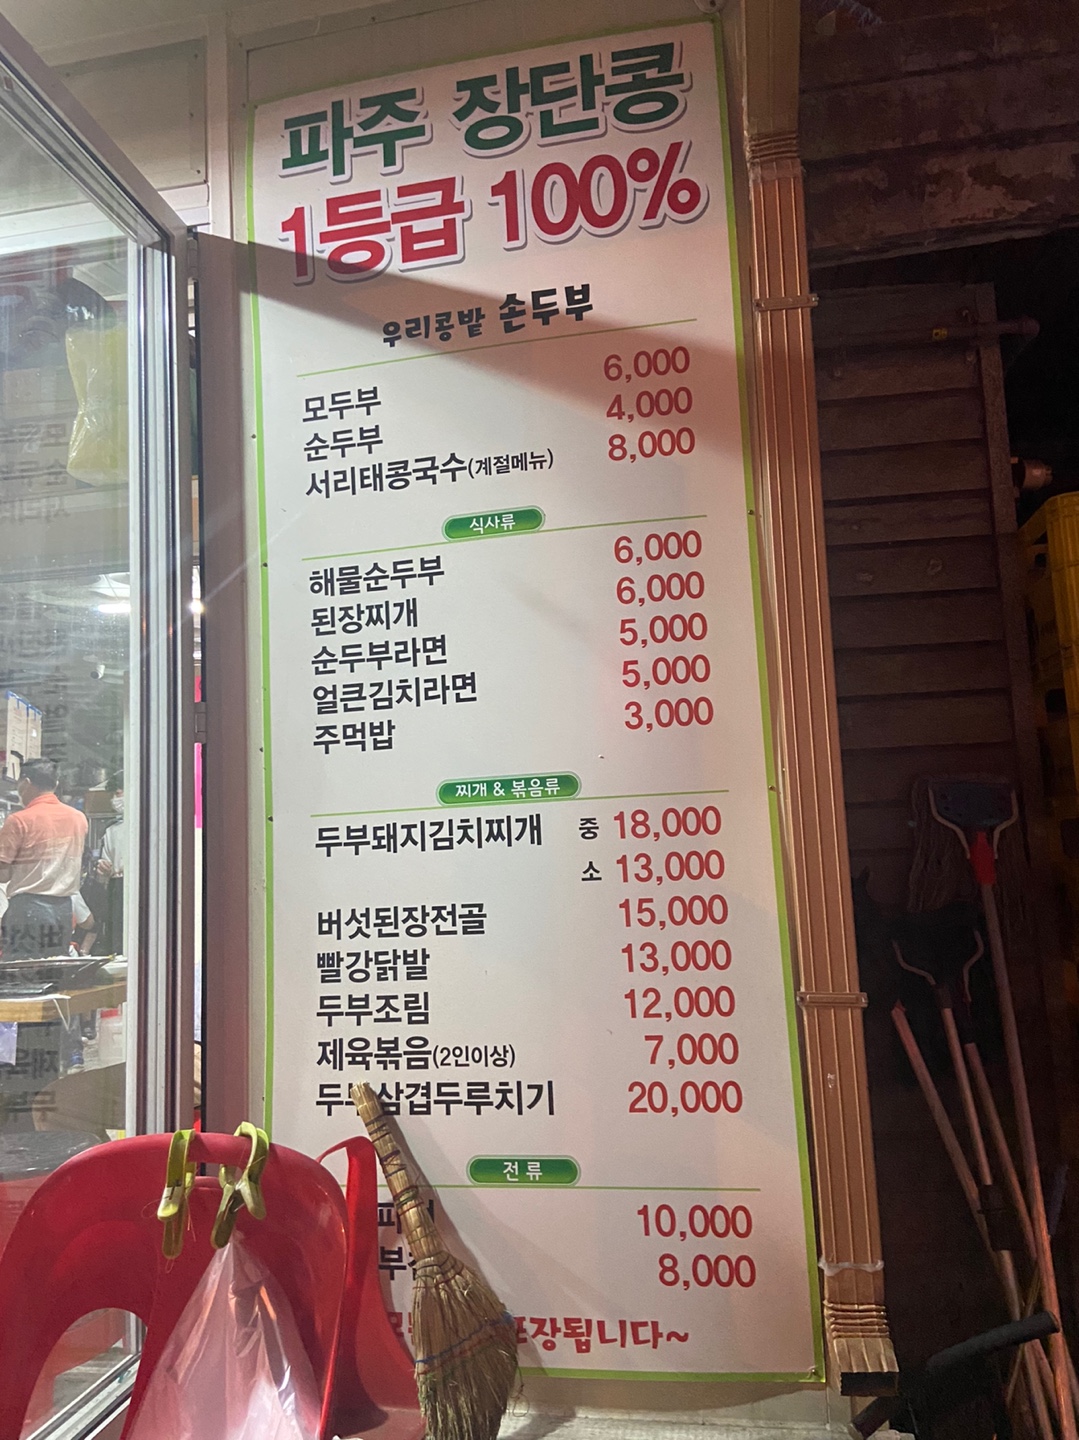 파주 장단콩
1등급 100%
우리콩밭 손두부
모두부 6,000
순두부 4,000
서리태콩국수(계절메뉴) 8,000
식사류
해물순두부 6,000
된장찌개 6,000
순두부라면 5,000
얼큰김치라면 5,000
주먹밥 3,000
찌개 & 볶음류
두부돼지김치찌개 중 18,000
소 13,000
버섯된장전골 15,000
빨강닭발 13,000
두부조림 12,000
제육볶음(2인이상) 7,000
두부삼겹두루치기 20,000
전류
10,000
8,000
포장됩니다~